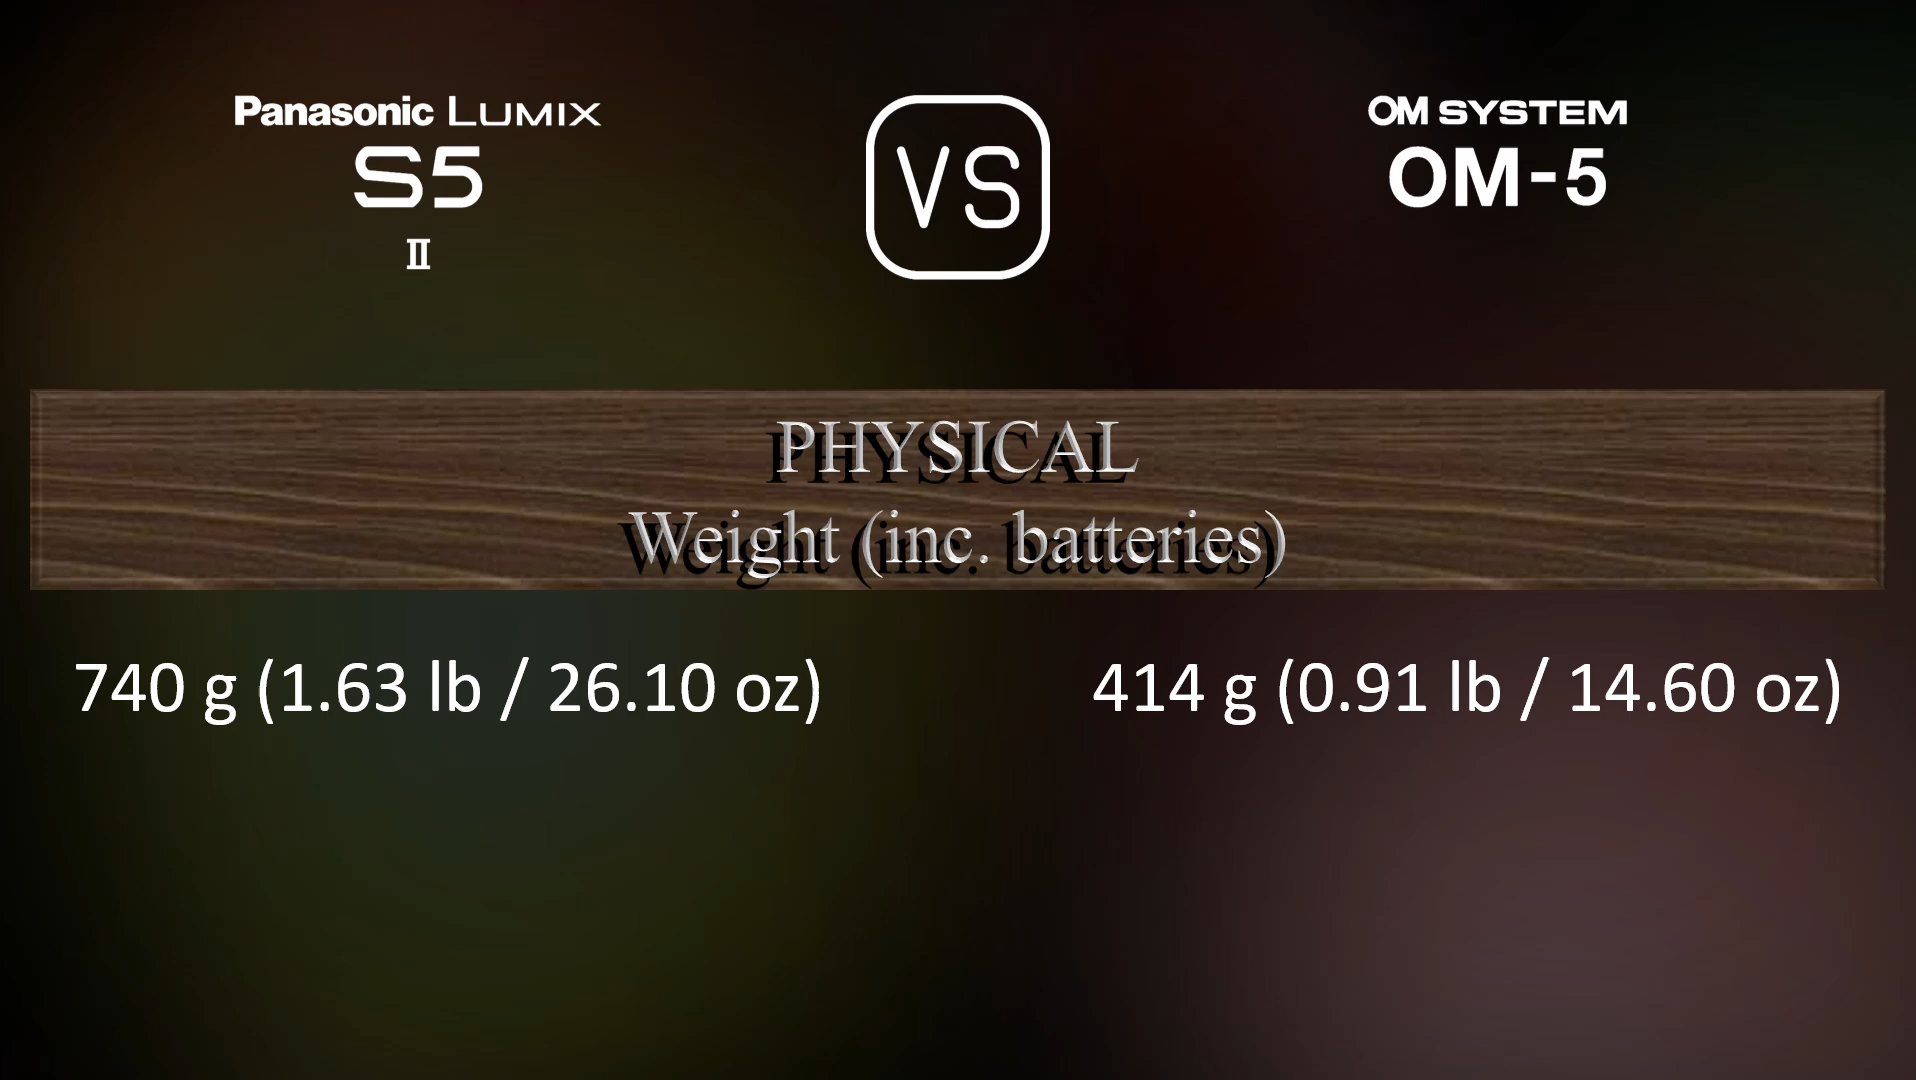 Panasonic LUMIX
S5
II
VS
OM SYSTEM
OM-5
PHYSICAL
Weight (inc. batteries)
740 g (1.63 lb / 26.10 oz)
414 g (0.91 lb / 14.60 oz)